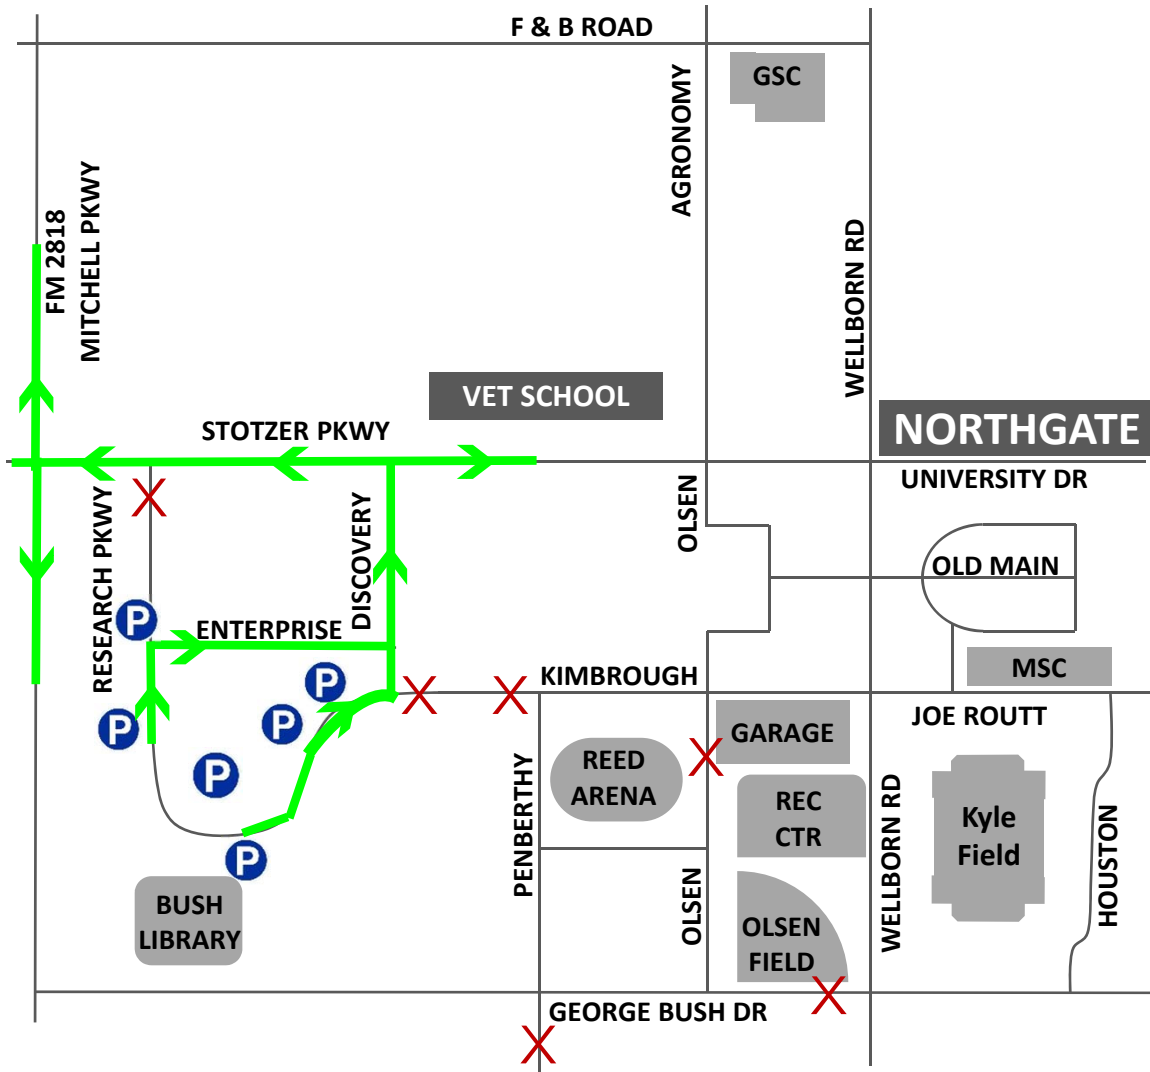 F & B ROAD
GSC
AGRONOMY
FM 2818
MITCHELL PKWY
WELLBORN RD
VET SCHOOL
STOTZER PKWY
NORTHGATE
UNIVERSITY DR
RESEARCH PKWY
DISCOVERY
OLSEN
OLD MAIN
P
ENTERPRISE
KIMBROUGH
MSC
P
P
P
P
JOE ROUTT
GARAGE
REED
ARENA
PENBERTHY
REC
CTR
WELLBORN RD
Kyle
Field
HOUSTON
P
BUSH
LIBRARY
OLSEN
OLSEN
FIELD
GEORGE BUSH DR